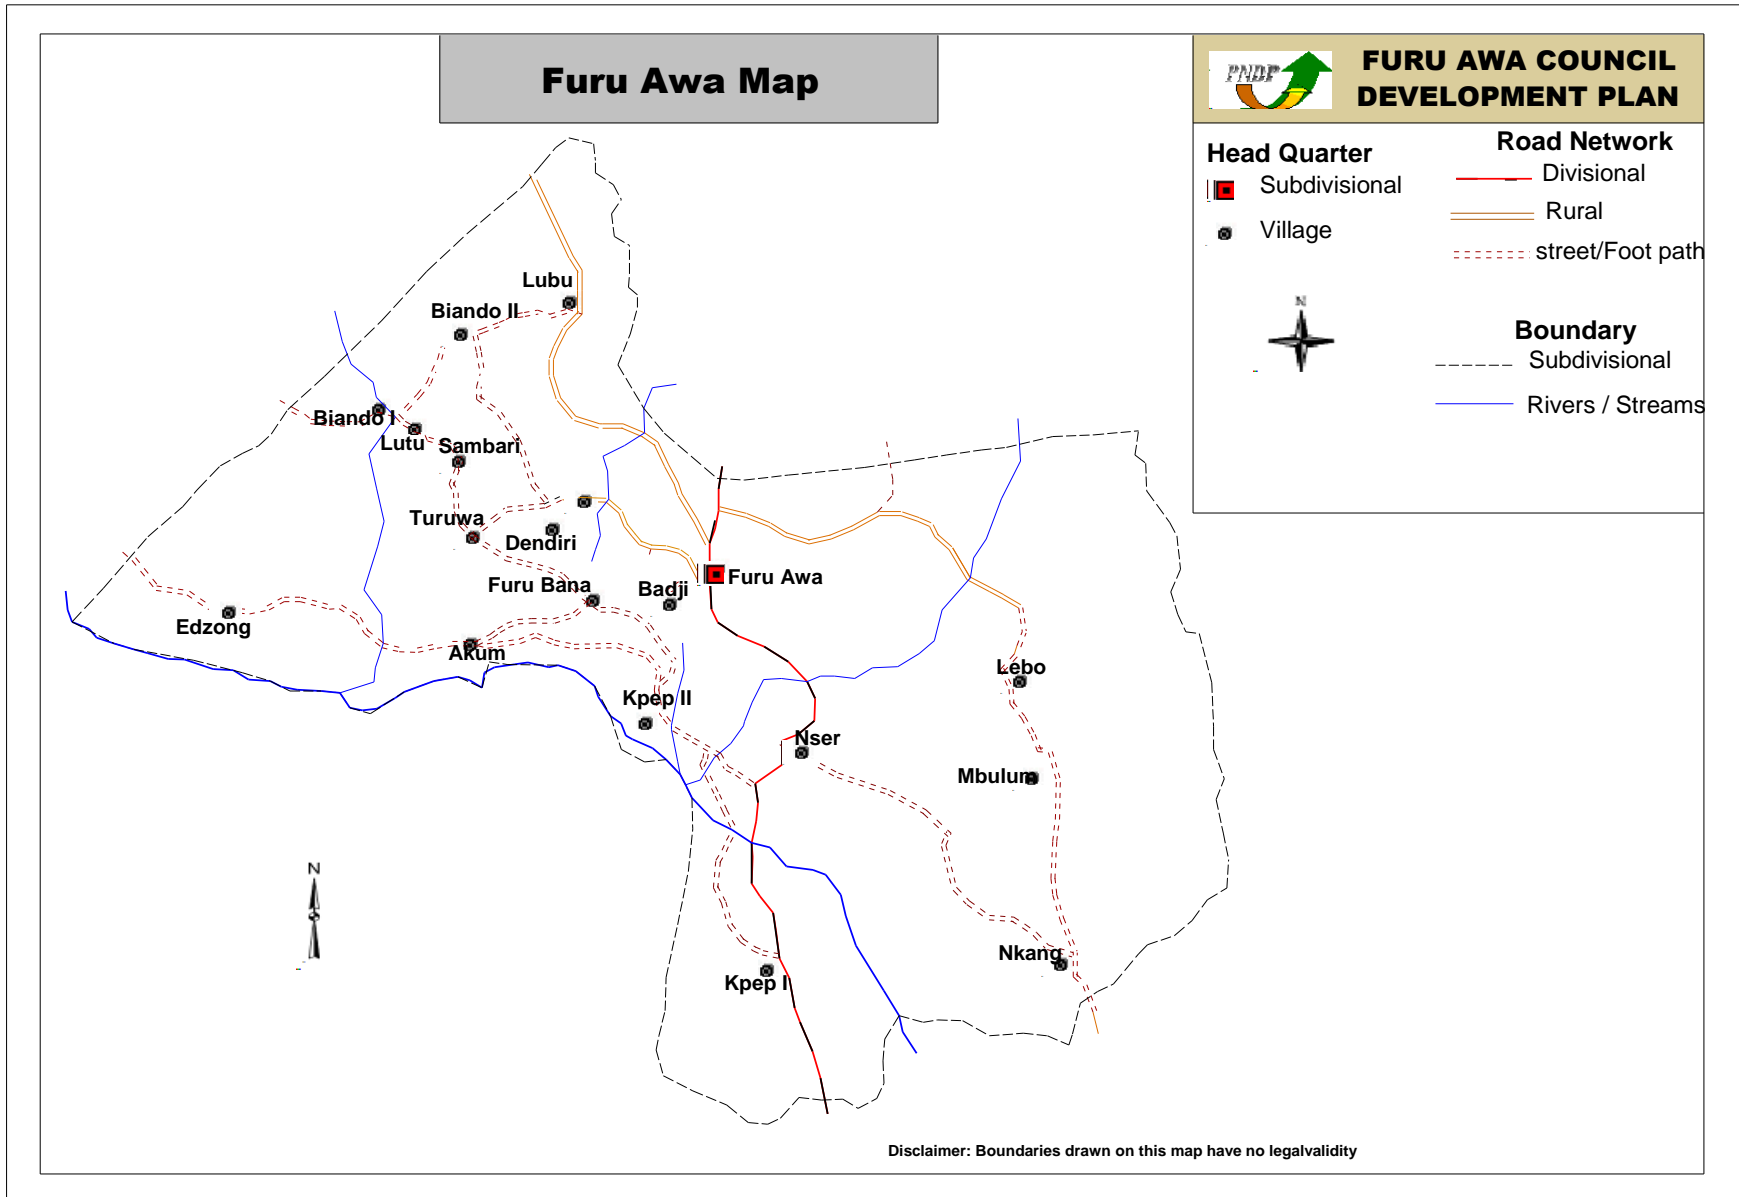 Furu Awa Map
PNDP
FURU AWA COUNCIL
DEVELOPMENT PLAN
Head Quarter
Subdivisional
Village
Road Network
Divisional
Rural
street/Foot path
N
Boundary
Subdivisional
Rivers / Streams
Lubu
Biando II
Biando I
Lutu
Sambari
Turuwa
Dendiri
Furu Bana
Badji
Furu Awa
Edzong
Akum
Lebo
Kpep II
Nser
Mbulum
N
Nkang
Kpep I
Disclaimer: Boundaries drawn on this map have no legalvalidity